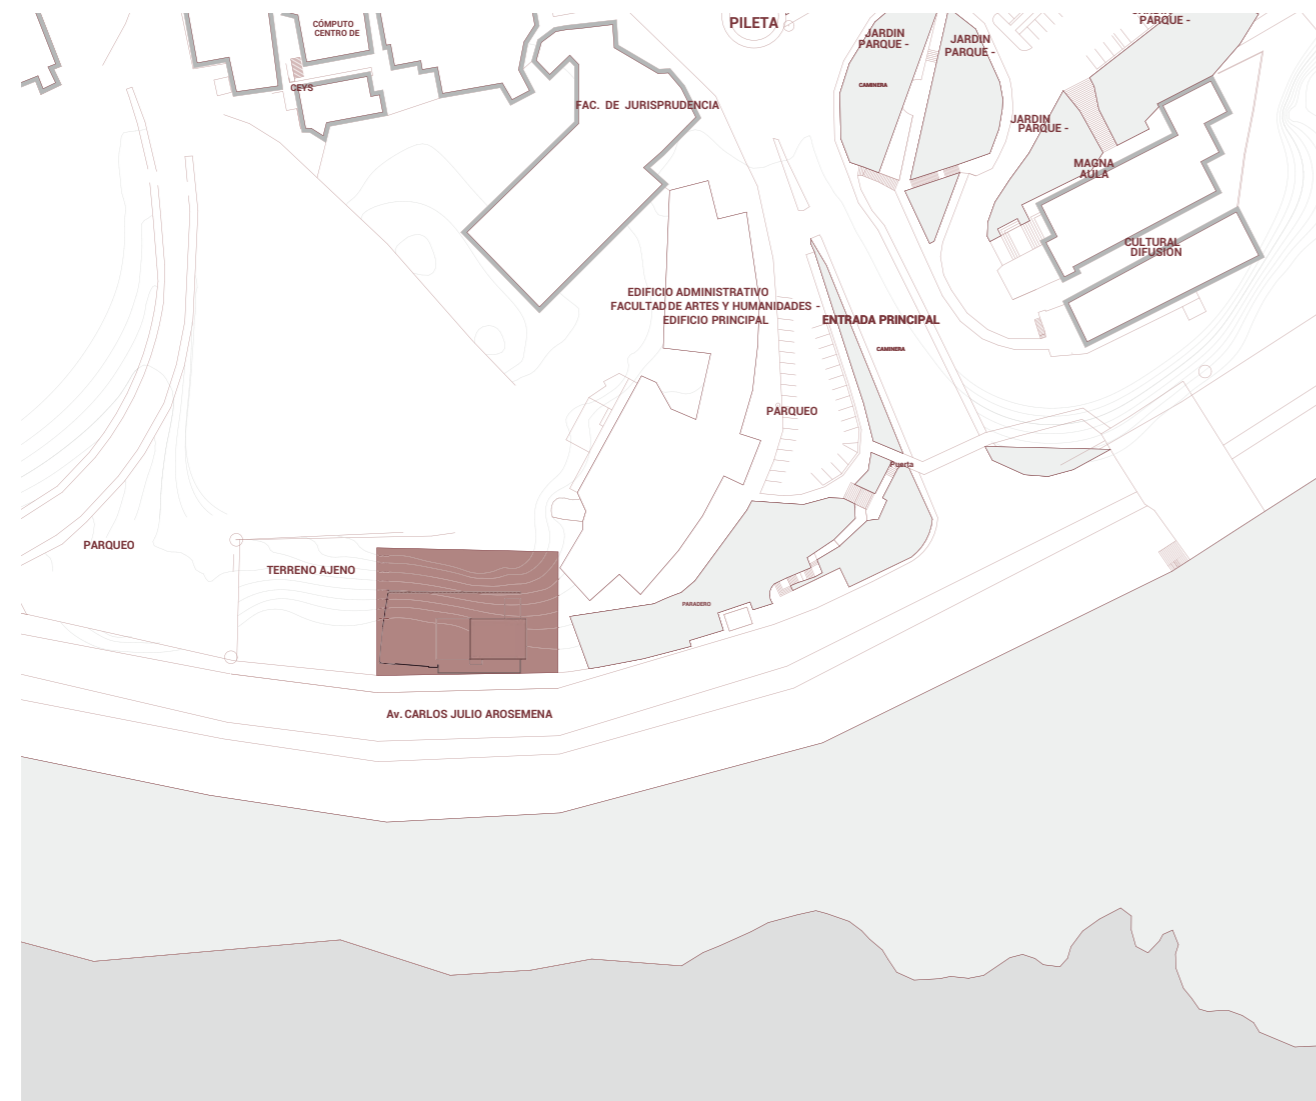 CÓMPUTO
CENTRO DE
CEYS
PILETA
JARDIN
PARQUE -
CAMINERA
JARDIN
PARQUE -
PARQUE -
FAC. DE JURISPRUDENCIA
JARDIN
PARQUE -
MAGNA
AULA
CULTURAL
DIFUSIÓN
EDIFICIO ADMINISTRATIVO
FACULTAD DE ARTES Y HUMANIDADES -
EDIFICIO PRINCIPAL
ENTRADA PRINCIPAL
CAMINERA
PARQUEO
Puerta
PARQUEO
TERRENO AJENO
PARADERO
Av. CARLOS JULIO AROSEMENA